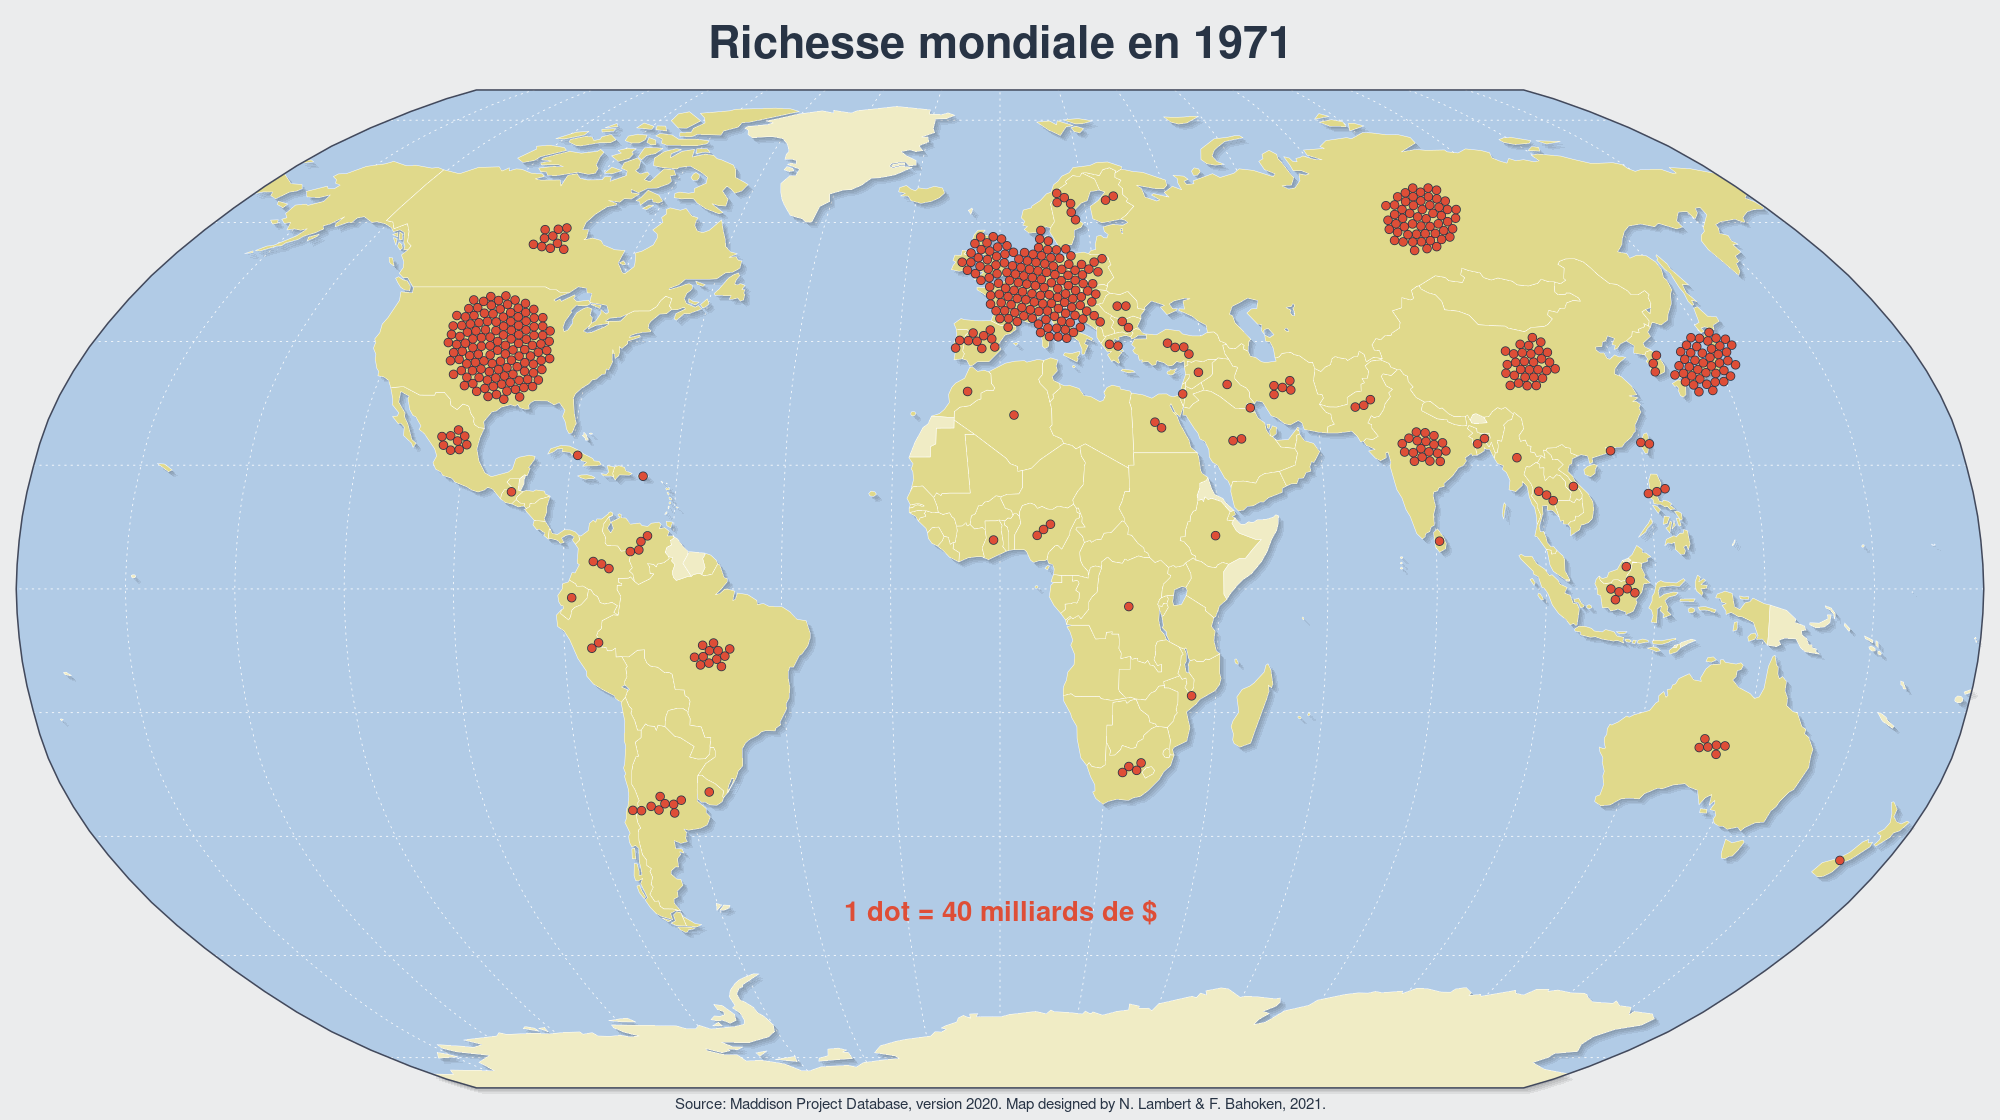 Richesse mondiale en 1971
1 dot = 40 milliards de $
Source: Maddison Project Database, version 2020. Map designed by N. Lambert & F. Bahoken, 2021.